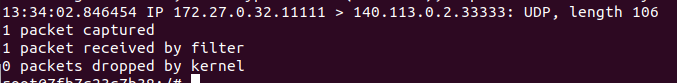 13:34:02.846454 IP 172.27.0.32.11111 > 140.113.0.2.33333: UDP, length 106
1 packet captured
1 packet received by filter
0 packets dropped by kernel